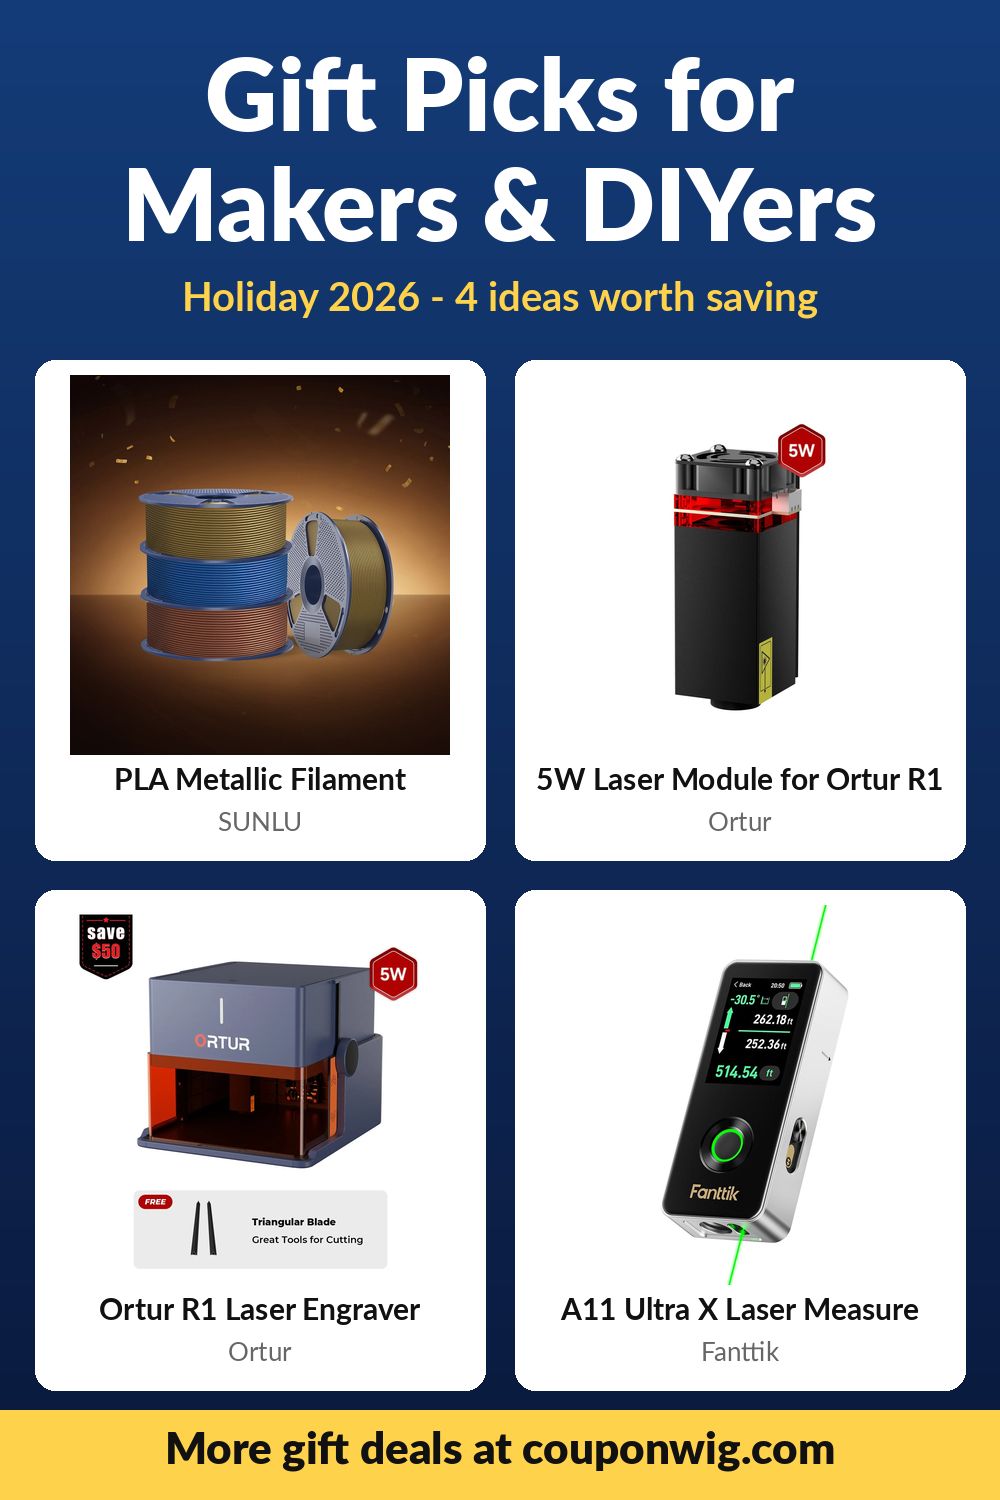 Gift Picks for
Makers & DIYers
Holiday 2026 - 4 ideas worth saving
5W
PLA Metallic Filament
SUNLU
5W Laser Module for Ortur R1
Ortur
save
$50
5W
ORTUR
FREE
Triangular Blade
Great Tools for Cutting
Ortur R1 Laser Engraver
Ortur
Back 20:50
-30.5°
262.18ft
252.36ft
514.54 ft
Fanttik
A11 Ultra X Laser Measure
Fanttik
More gift deals at couponwig.com